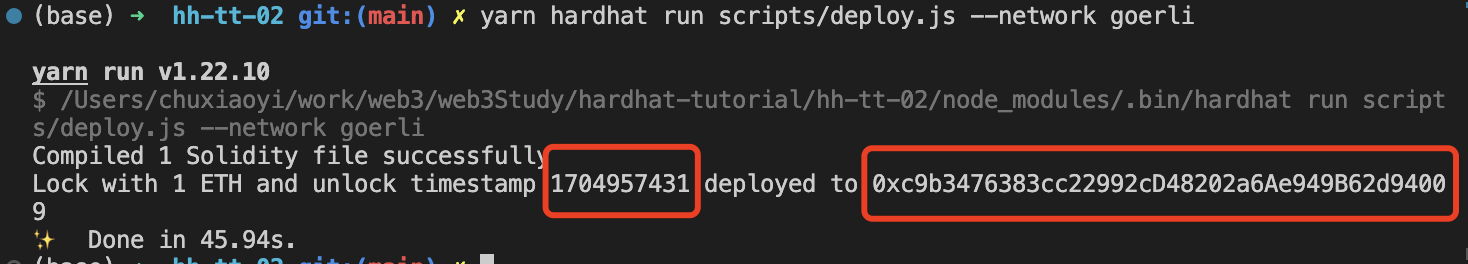 (base) ➜ hh-tt-02 git:(main) ✗ yarn hardhat run scripts/deploy.js --network goerli
yarn run v1.22.10
$ /Users/chuxiaoyi/work/web3/web3Study/hardhat-tutorial/hh-tt-02/node_modules/.bin/hardhat run script
s/deploy.js --network goerli
Compiled 1 Solidity file successfully
Lock with 1 ETH and unlock timestamp 1704957431 deployed to 0xc9b3476383cc22992cD48202a6Ae949B62d9400
9
✨ Done in 45.94s.
(base) ➜ hh-tt-02 git:(main) ✗